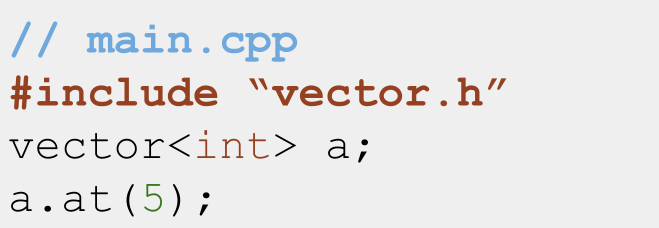 // main.cpp
#include “vector.h”
vector<int> a;
a.at(5);